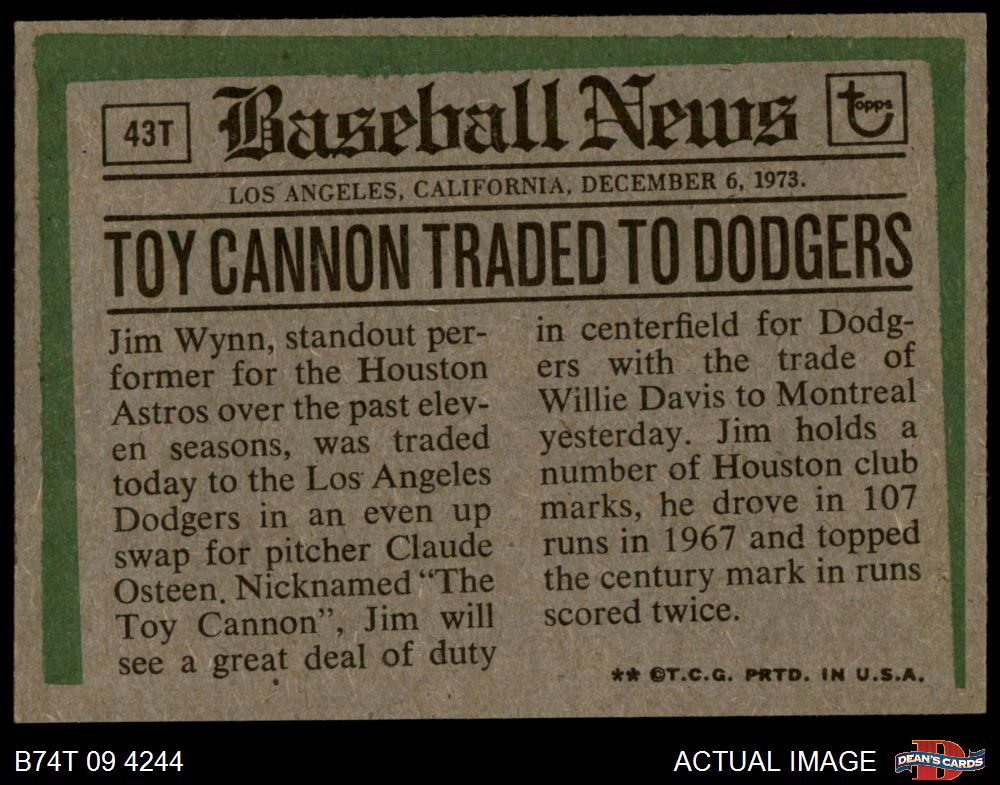 43T
Baseball News
topps
LOS ANGELES, CALIFORNIA, DECEMBER 6, 1973.
TOY CANNON TRADED TO DODGERS
Jim Wynn, standout per-
former for the Houston
Astros over the past elev-
en seasons, was traded
today to the Los Angeles
Dodgers in an even up
swap for pitcher Claude
Osteen. Nicknamed “The
Toy Cannon”, Jim will
see a great deal of duty
in centerfield for Dodg-
ers with the trade of
Willie Davis to Montreal
yesterday. Jim holds a
number of Houston club
marks, he drove in 107
runs in 1967 and topped
the century mark in runs
scored twice.
** ©T.C.G. PRTD. IN U.S.A.
B74T 09 4244
ACTUAL IMAGE
D
DEAN'S CARDS